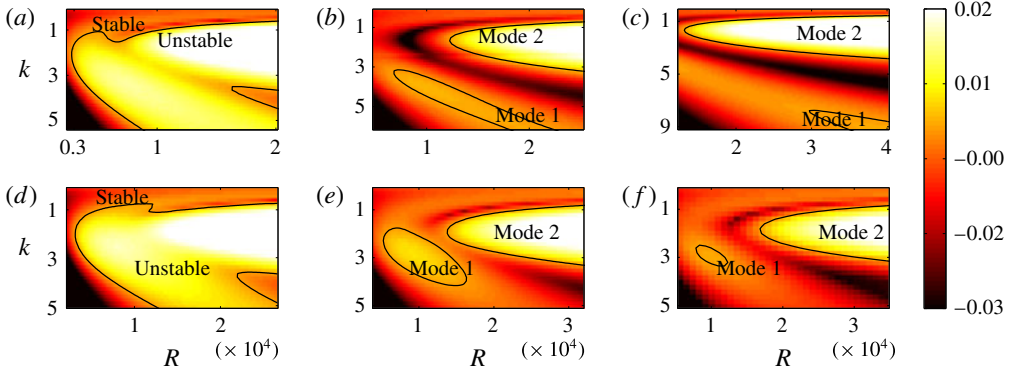 (a) Stable Unstable
k
1
3
5
0.3 1 2
(b) Mode 2
Mode 1
1
3
5
1 2
(c) Mode 2
Mode 1
1
5
9
2 3 4
0.02
0.01
−0.00
−0.02
−0.03
(d) Stable
Unstable
k
1
3
5
1 2
R (× 10⁴)
(e) Mode 2
Mode 1
1
3
5
1 2 3
R (× 10⁴)
(f) Mode 2
Mode 1
1
3
5
1 2 3
R (× 10⁴)